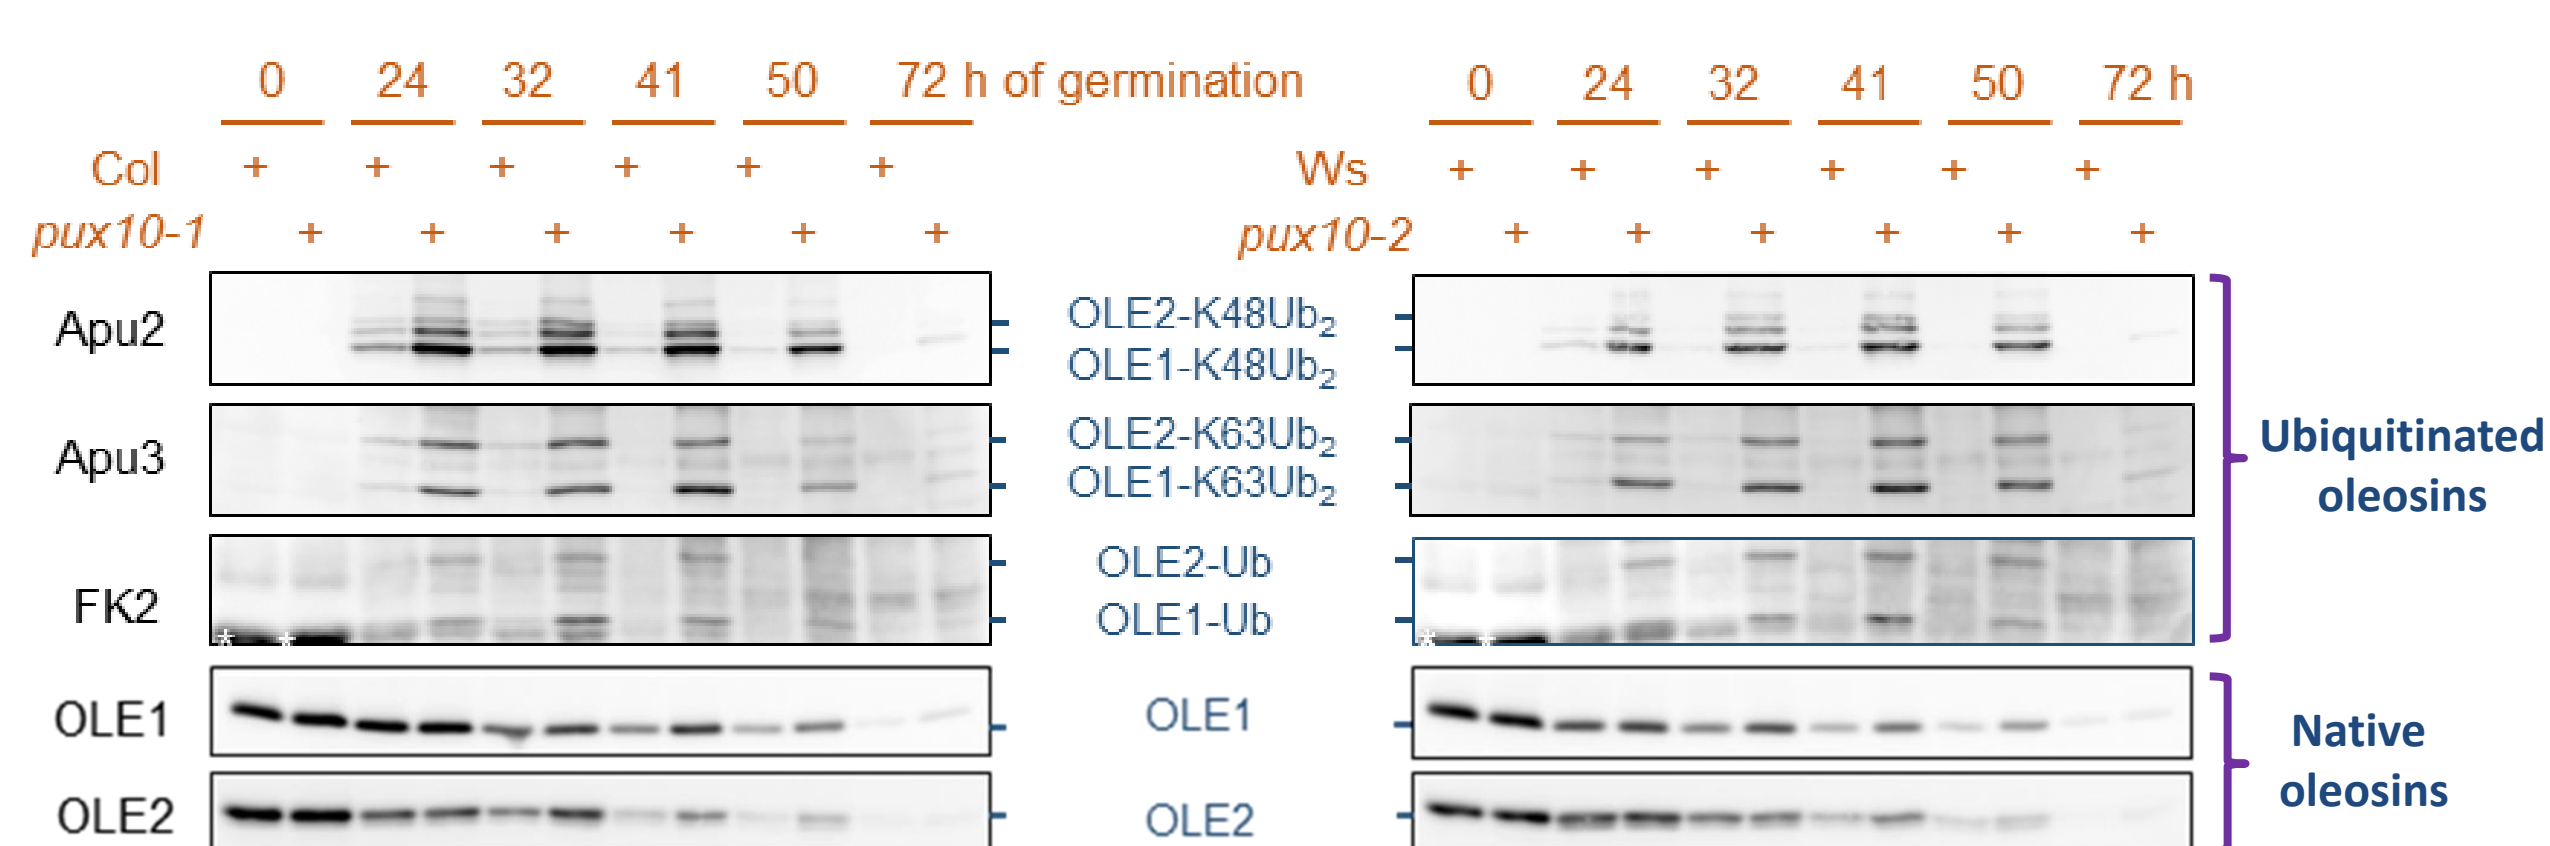 0 24 32 41 50 72 h of germination
Col + + + + + +
pux10-1 + + + + + +
0 24 32 41 50 72 h
Ws + + + + + +
pux10-2 + + + + + +
Apu2
OLE2-K48Ub2
OLE1-K48Ub2
Apu3
OLE2-K63Ub2
OLE1-K63Ub2
FK2
* *
OLE2-Ub
OLE1-Ub
* *
Ubiquitinated
oleosins
OLE1
OLE1
OLE2
OLE2
Native
oleosins